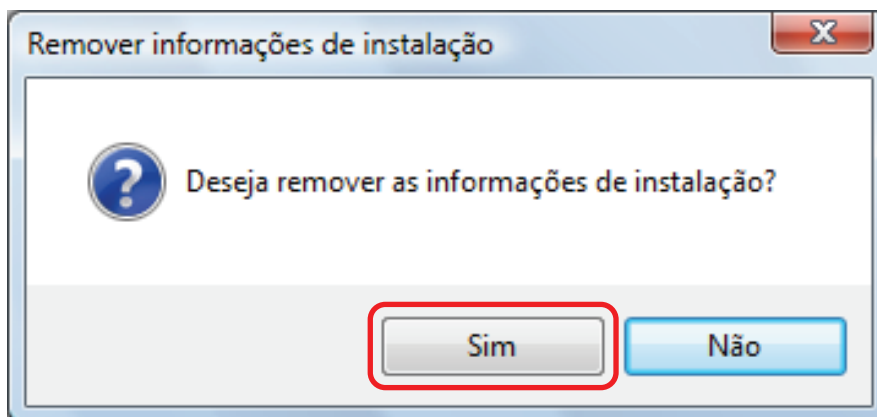 Remover informações de instalação
Deseja remover as informações de instalação?
Sim
Não